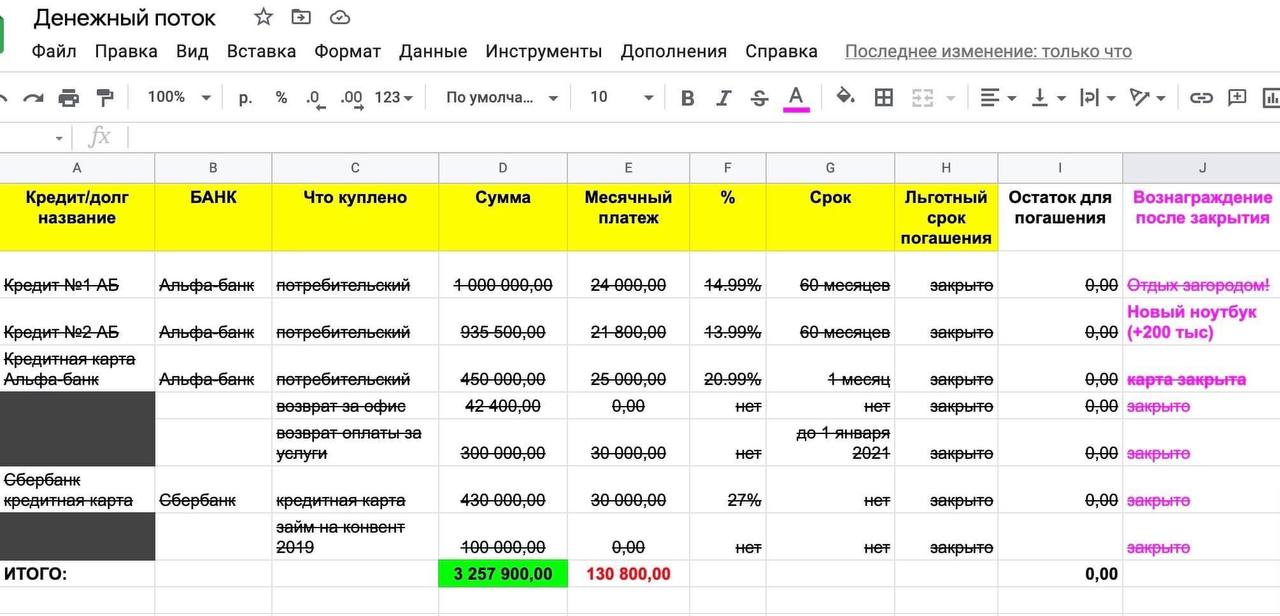 Денежный поток
Файл Правка Вид Вставка Формат Данные Инструменты Дополнения Справка Последнее изменение: только что
100% р. % .0 .00 123 По умолча... 10 B I S A
fx
A B C D E F G H I J
Кредит/долг название БАНК Что куплено Сумма Месячный платеж % Срок Льготный срок погашения Остаток для погашения Вознаграждение после закрытия
Кредит №1 АБ Альфа-банк потребительский 1 000 000,00 24 000,00 14.99% 60 месяцев закрыто 0,00 Отдых загородом!
Кредит №2 АБ Альфа-банк потребительский 935 500,00 21 800,00 13.99% 60 месяцев закрыто 0,00 Новый ноутбук (+200 тыс)
Кредитная карта Альфа-банк Альфа-банк потребительский 450 000,00 25 000,00 20.99% 1 месяц закрыто 0,00 карта закрыта
возврат за офис 42 400,00 0,00 нет нет закрыто 0,00 закрыто
возврат оплаты за услуги 300 000,00 30 000,00 нет до 1 января 2021 закрыто 0,00 закрыто
Сбербанк кредитная карта Сбербанк кредитная карта 430 000,00 30 000,00 27% нет закрыто 0,00 закрыто
займ на конвент 2019 100 000,00 0,00 нет нет закрыто закрыто
ИТОГО: 3 257 900,00 130 800,00 0,00